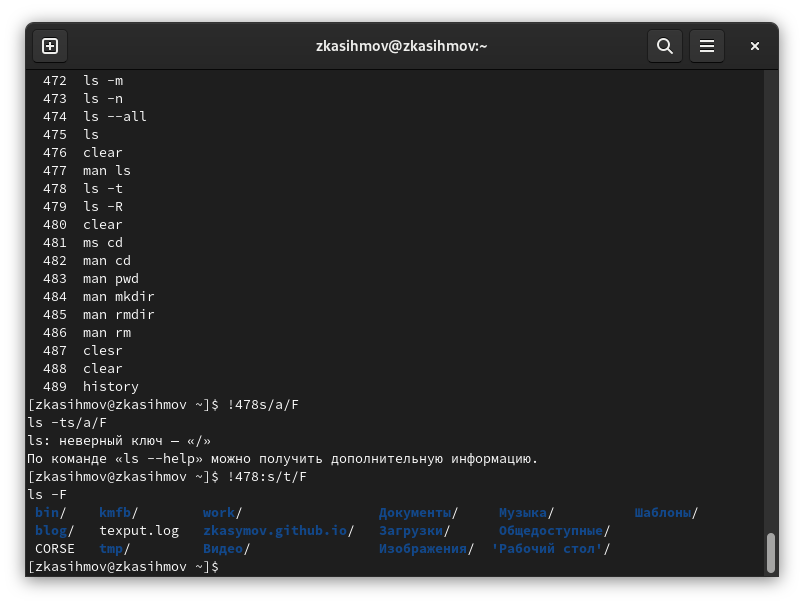 zkasihmov@zkasihmov:~
472 ls -m
473 ls -n
474 ls --all
475 ls
476 clear
477 man ls
478 ls -t
479 ls -R
480 clear
481 ms cd
482 man cd
483 man pwd
484 man mkdir
485 man rmdir
486 man rm
487 clesr
488 clear
489 history
[zkasihmov@zkasihmov ~]$ !478s/a/F
ls -ts/a/F
ls: неверный ключ — «/»
По команде «ls --help» можно получить дополнительную информацию.
[zkasihmov@zkasihmov ~]$ !478:s/t/F
ls -F
bin/ kmfb/ work/ Документы/ Музыка/ Шаблоны/
blog/ texput.log zkasymov.github.io/ Загрузки/ Общедоступные/
CORSE tmp/ Видео/ Изображения/ 'Рабочий стол'/
[zkasihmov@zkasihmov ~]$